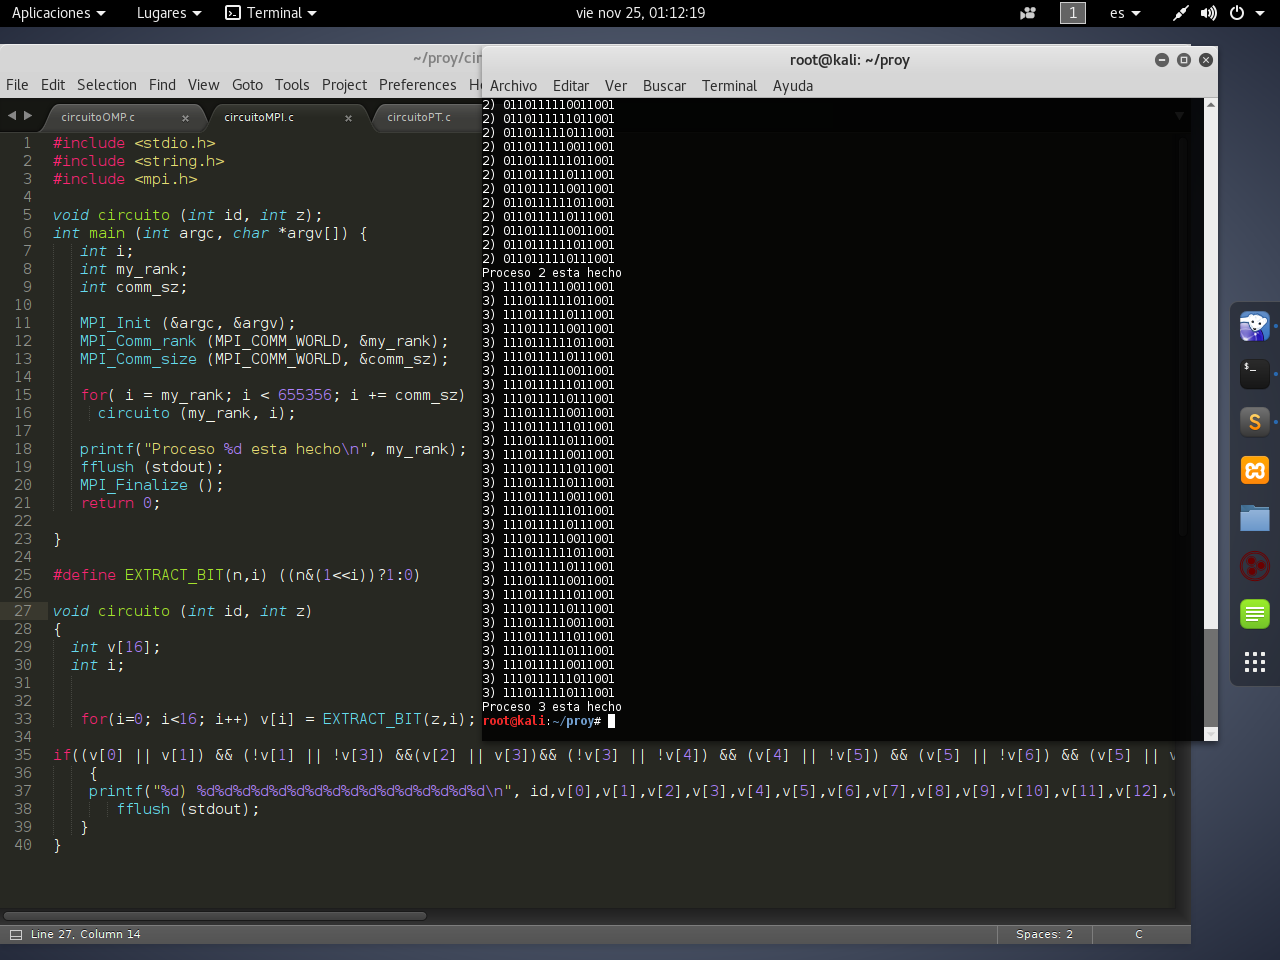 Aplicaciones Lugares Terminal vie nov 25, 01:12:19 1 es
~/proy/cir
File Edit Selection Find View Goto Tools Project Preferences He
circuitoOMP.c × circuitoMPI.c × circuitoPT.c
1 #include <stdio.h>
2 #include <string.h>
3 #include <mpi.h>
4
5 void circuito (int id, int z);
6 int main (int argc, char *argv[]) {
7 int i;
8 int my_rank;
9 int comm_sz;
10
11 MPI_Init (&argc, &argv);
12 MPI_Comm_rank (MPI_COMM_WORLD, &my_rank);
13 MPI_Comm_size (MPI_COMM_WORLD, &comm_sz);
14
15 for( i = my_rank; i < 655356; i += comm_sz)
16 circuito (my_rank, i);
17
18 printf("Proceso %d esta hecho\n", my_rank);
19 fflush (stdout);
20 MPI_Finalize ();
21 return 0;
22
23 }
24
25 #define EXTRACT_BIT(n,i) ((n&(1<<i))?1:0)
26
27 void circuito (int id, int z)
28 {
29 int v[16];
30 int i;
31
32
33 for(i=0; i<16; i++) v[i] = EXTRACT_BIT(z,i);
34
35 if((v[0] || v[1]) && (!v[1] || !v[3]) &&(v[2] || v[3])&& (!v[3] || !v[4]) && (v[4] || !v[5]) && (v[5] || !v[6]) && (v[5] || v
36 {
37 printf("%d) %d%d%d%d%d%d%d%d%d%d%d%d%d%d%d%d\n", id,v[0],v[1],v[2],v[3],v[4],v[5],v[6],v[7],v[8],v[9],v[10],v[11],v[12],v
38 fflush (stdout);
39 }
40 }
Line 27, Column 14 Spaces: 2 C
root@kali: ~/proy
Archivo Editar Ver Buscar Terminal Ayuda
2) 0110111110011001
2) 0110111111011001
2) 0110111110111001
2) 0110111110011001
2) 0110111111011001
2) 0110111110111001
2) 0110111110011001
2) 0110111111011001
2) 0110111110111001
2) 0110111110011001
2) 0110111111011001
2) 0110111110111001
Proceso 2 esta hecho
3) 1110111110011001
3) 1110111111011001
3) 1110111110111001
3) 1110111110011001
3) 1110111111011001
3) 1110111110111001
3) 1110111110011001
3) 1110111111011001
3) 1110111110111001
3) 1110111110011001
3) 1110111111011001
3) 1110111110111001
3) 1110111110011001
3) 1110111111011001
3) 1110111110111001
3) 1110111110011001
3) 1110111111011001
3) 1110111110111001
3) 1110111110011001
3) 1110111111011001
3) 1110111110111001
3) 1110111110011001
3) 1110111111011001
3) 1110111110111001
3) 1110111110011001
3) 1110111111011001
3) 1110111110111001
3) 1110111110011001
3) 1110111111011001
3) 1110111110111001
Proceso 3 esta hecho
root@kali:~/proy#